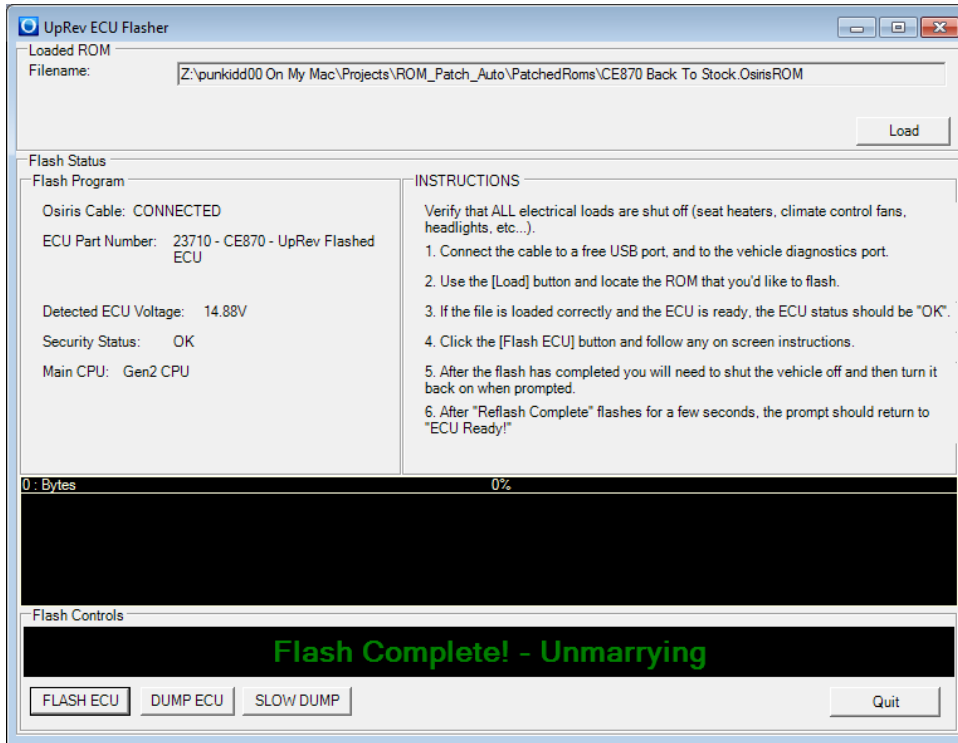 UpRev ECU Flasher
Loaded ROM
Filename:
Z:\punkidd00 On My Mac\Projects\ROM_Patch_Auto\PatchedRoms\CE870 Back To Stock.OsirisROM
Load
Flash Status
Flash Program
Osiris Cable: CONNECTED
ECU Part Number: 23710 - CE870 - UpRev Flashed
ECU
Detected ECU Voltage: 14.88V
Security Status: OK
Main CPU: Gen2 CPU
INSTRUCTIONS
Verify that ALL electrical loads are shut off (seat heaters, climate control fans,
headlights, etc...).
1. Connect the cable to a free USB port, and to the vehicle diagnostics port.
2. Use the [Load] button and locate the ROM that you'd like to flash.
3. If the file is loaded correctly and the ECU is ready, the ECU status should be "OK".
4. Click the [Flash ECU] button and follow any on screen instructions.
5. After the flash has completed you will need to shut the vehicle off and then turn it
back on when prompted.
6. After "Reflash Complete" flashes for a few seconds, the prompt should return to
"ECU Ready!"
0 : Bytes 0%
Flash Controls
Flash Complete! - Unmarrying
FLASH ECU DUMP ECU SLOW DUMP Quit